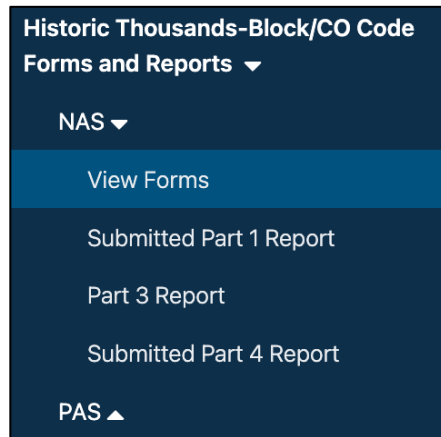 Historic Thousands-Block/CO Code
Forms and Reports
NAS
View Forms
Submitted Part 1 Report
Part 3 Report
Submitted Part 4 Report
PAS